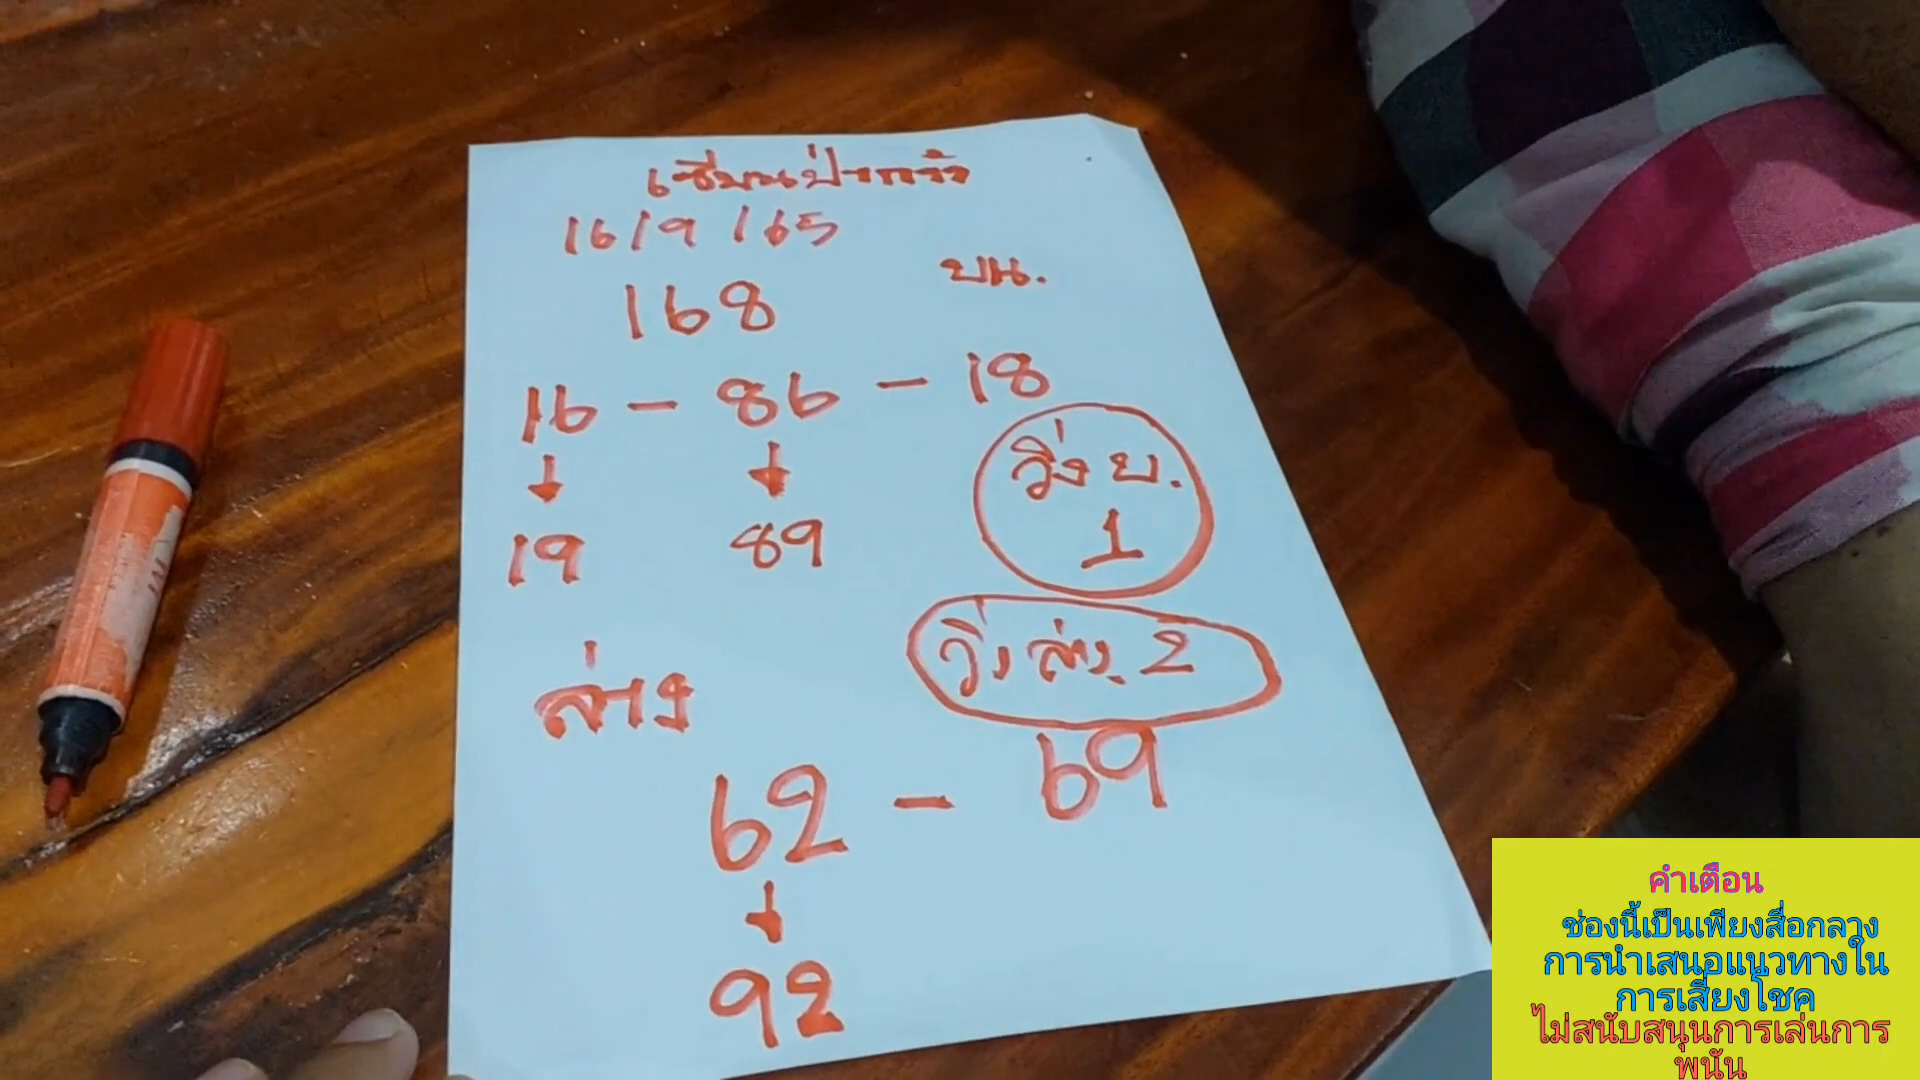 เซียนป่ากล้า
16/9/65
บน.
168
16 - 86 - 18
↓ ↓
19 89
วิ่ง บ.
1
วิ่ง ล่าง. 2
ล่าง
62 - 69
↓
92
คำเตือน
ช่องนี้เป็นเพียงสื่อกลาง
การนำเสนอแนวทางใน
การเสี่ยงโชค
ไม่สนับสนุนการเล่นการ
พนัน